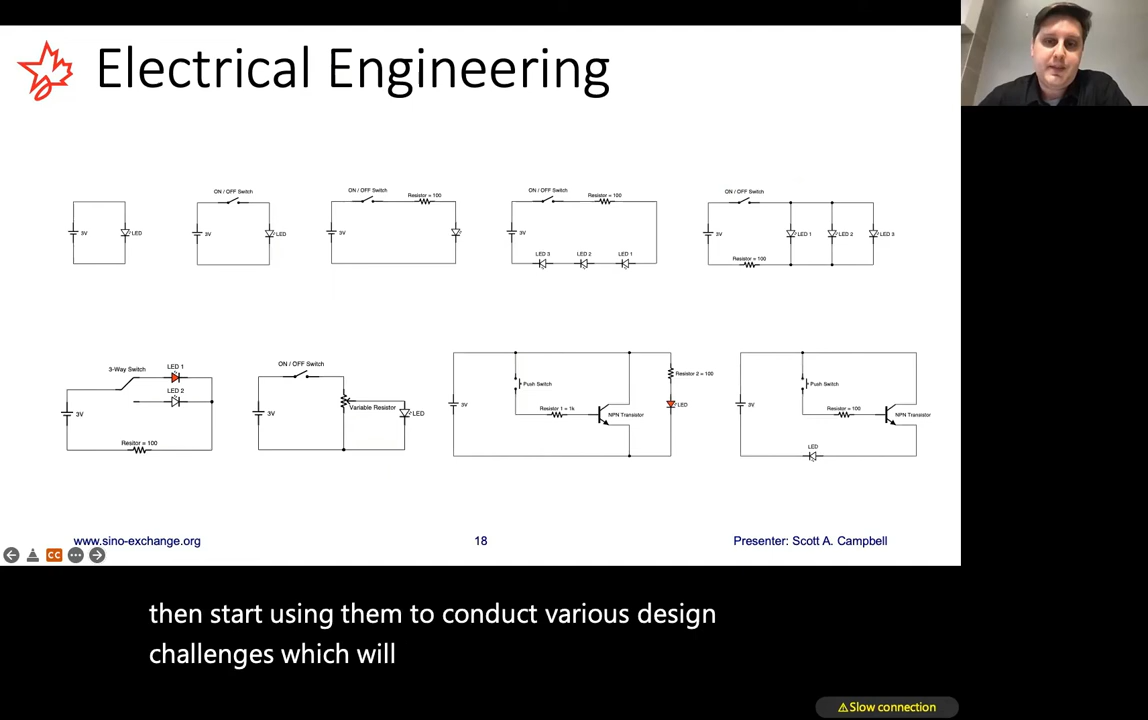 Electrical Engineering
3V
LED
ON / OFF Switch
3V
LED
ON / OFF Switch
Resistor = 100
3V
ON / OFF Switch
Resistor = 100
3V
LED 3
LED 2
LED 1
ON / OFF Switch
3V
LED 1
LED 2
LED 3
Resistor = 100
3-Way Switch
LED 1
LED 2
3V
Resitor = 100
ON / OFF Switch
3V
Variable Resistor
LED
3V
Push Switch
Resistor 1 = 1k
NPN Transistor
Resistor 2 = 100
LED
3V
Push Switch
Resistor = 100
NPN Transistor
LED
www.sino-exchange.org
18
Presenter: Scott A. Campbell
CC
then start using them to conduct various design
challenges which will
Slow connection